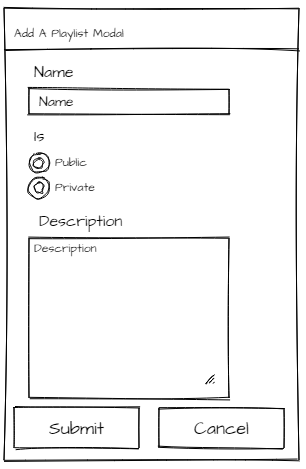 Add A Playlist Modal
Name
Name
Is
Public
Private
Description
Description
Submit
Cancel